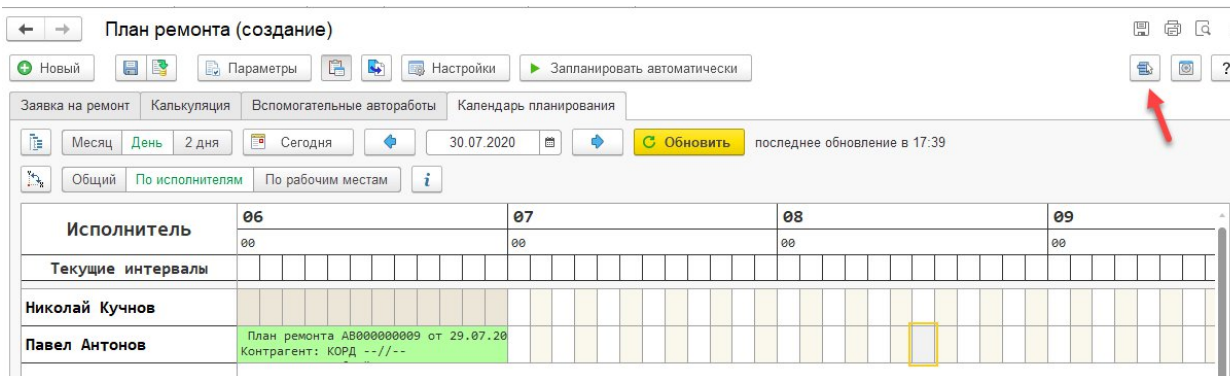 План ремонта (создание)
Новый Параметры Настройки Запланировать автоматически ?
Заявка на ремонт Калькуляция Вспомогательные автоработы Календарь планирования
Месяц День 2 дня Сегодня 30.07.2020 Обновить последнее обновление в 17:39
Общий По исполнителям По рабочим местам i
Исполнитель 06 07 08 09
00 00 00 00
Текущие интервалы
Николай Кучнов
Павел Антонов План ремонта АВ000000009 от 29.07.20
Контрагент: КОРД --//--